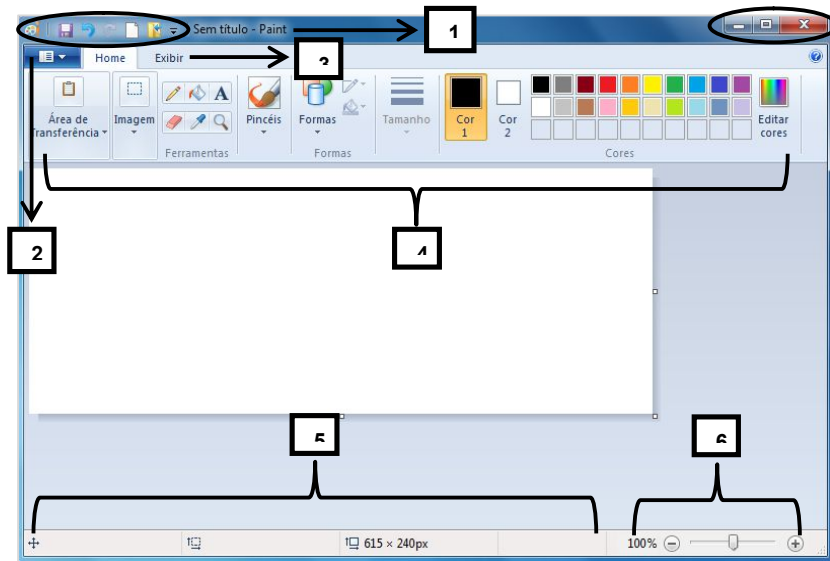 Sem título - Paint
1
Home Exibir
3
Área de Transferência
Imagem
Ferramentas
Pincéis
Formas
Formas
Tamanho
Cor 1
Cor 2
Cores
Editar cores
2
4
5
6
615 × 240px
100%